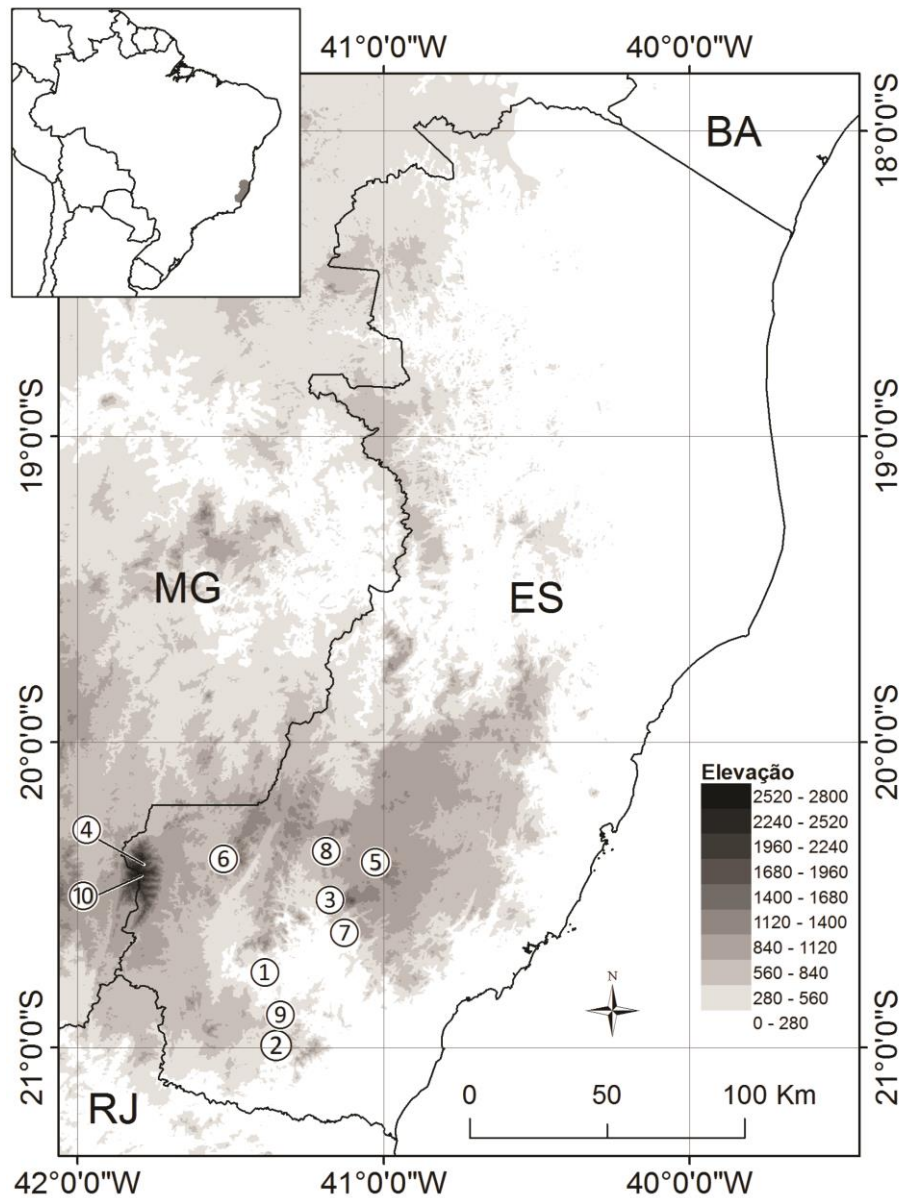 41°0'0"W
40°0'0"W
18°0'0"S
BA
19°0'0"S
19°0'0"S
MG
ES
20°0'0"S
20°0'0"S
Elevação
2520 - 2800
2240 - 2520
1960 - 2240
1680 - 1960
1400 - 1680
1120 - 1400
840 - 1120
560 - 840
280 - 560
0 - 280
4
6
8
5
10
3
7
1
9
2
N
21°0'0"S
21°0'0"S
0 50 100 Km
RJ
42°0'0"W
41°0'0"W
40°0'0"W